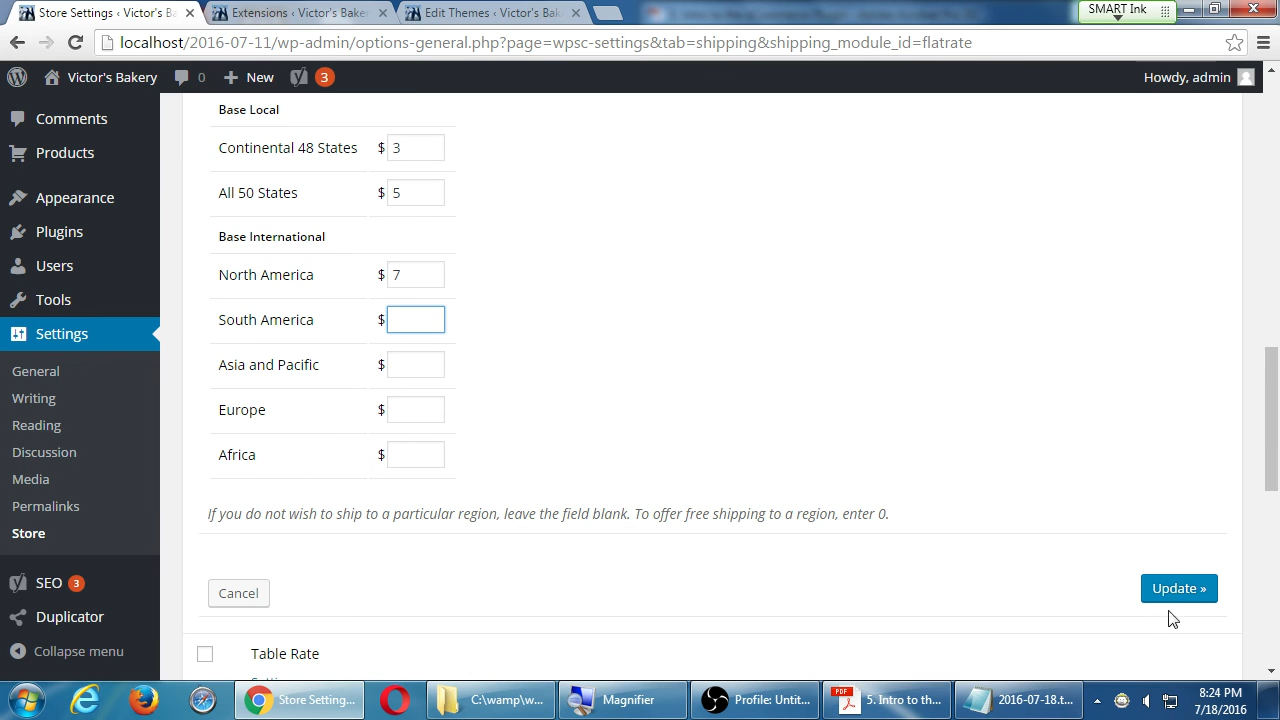 Store Settings ‹ Victor's Ba
Extensions ‹ Victor's Bake
Edit Themes ‹ Victor's Bak
SMART Ink
localhost/2016-07-11/wp-admin/options-general.php?page=wpsc-settings&tab=shipping&shipping_module_id=flatrate
Victor's Bakery
0
New
3
Howdy, admin
Comments
Products
Appearance
Plugins
Users
Tools
Settings
General
Writing
Reading
Discussion
Media
Permalinks
Store
SEO 3
Duplicator
Collapse menu
Base Local
Continental 48 States $ 3
All 50 States $ 5
Base International
North America $ 7
South America $
Asia and Pacific $
Europe $
Africa $
If you do not wish to ship to a particular region, leave the field blank. To offer free shipping to a region, enter 0.
Cancel
Update »
Table Rate
Store Setting...
C:\wamp\w...
Magnifier
Profile: Untit...
PDF
5. Intro to th...
2016-07-18.t...
8:24 PM
7/18/2016